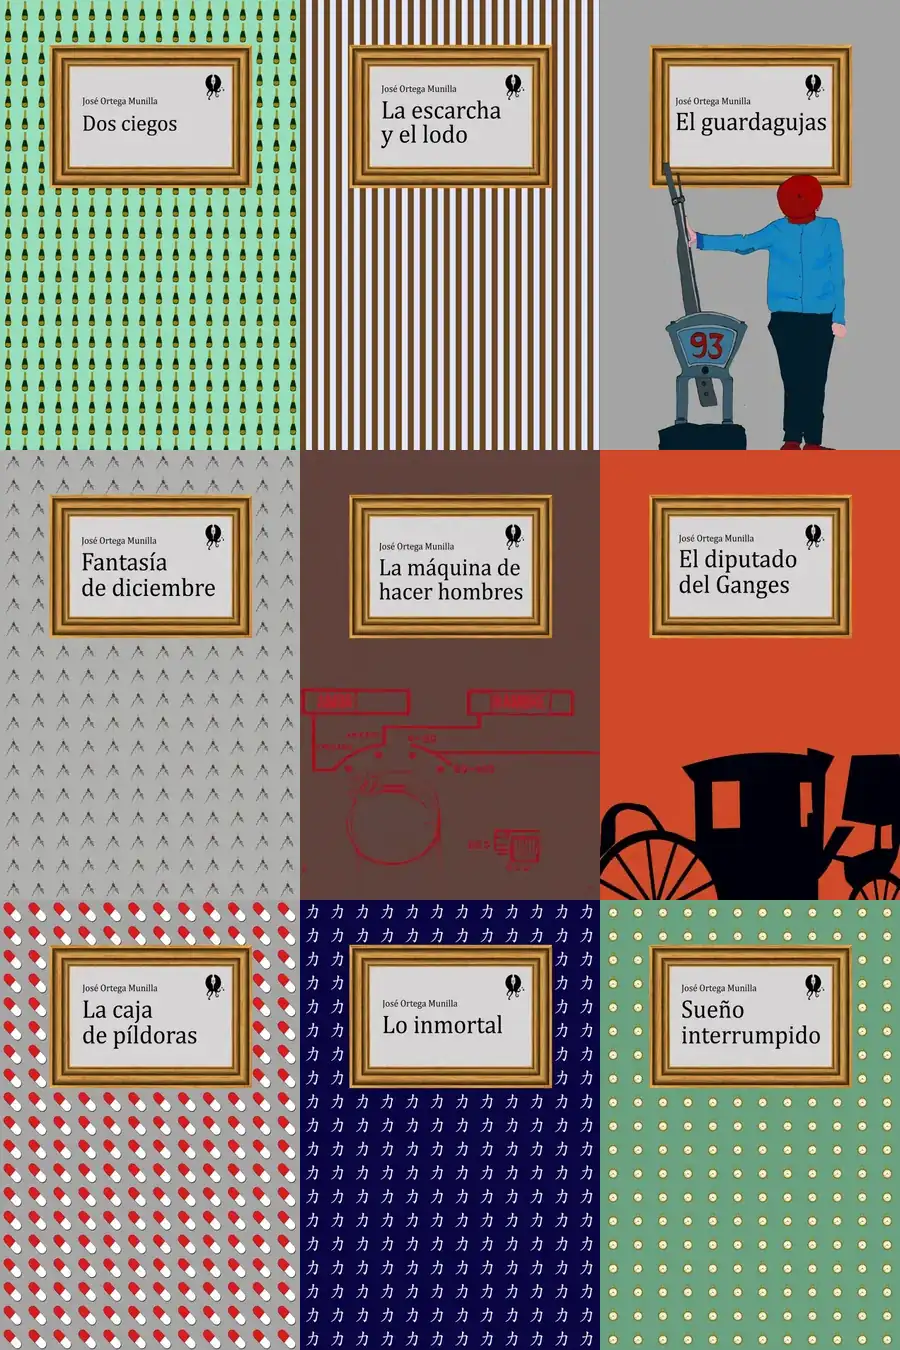 José Ortega Munilla
Dos ciegos
José Ortega Munilla
La escarcha
y el lodo
José Ortega Munilla
El guardagujas
93
José Ortega Munilla
Fantasía
de diciembre
José Ortega Munilla
La máquina de
hacer hombres
José Ortega Munilla
El diputado
del Ganges
José Ortega Munilla
La caja
de píldoras
José Ortega Munilla
Lo inmortal
José Ortega Munilla
Sueño
interrumpido